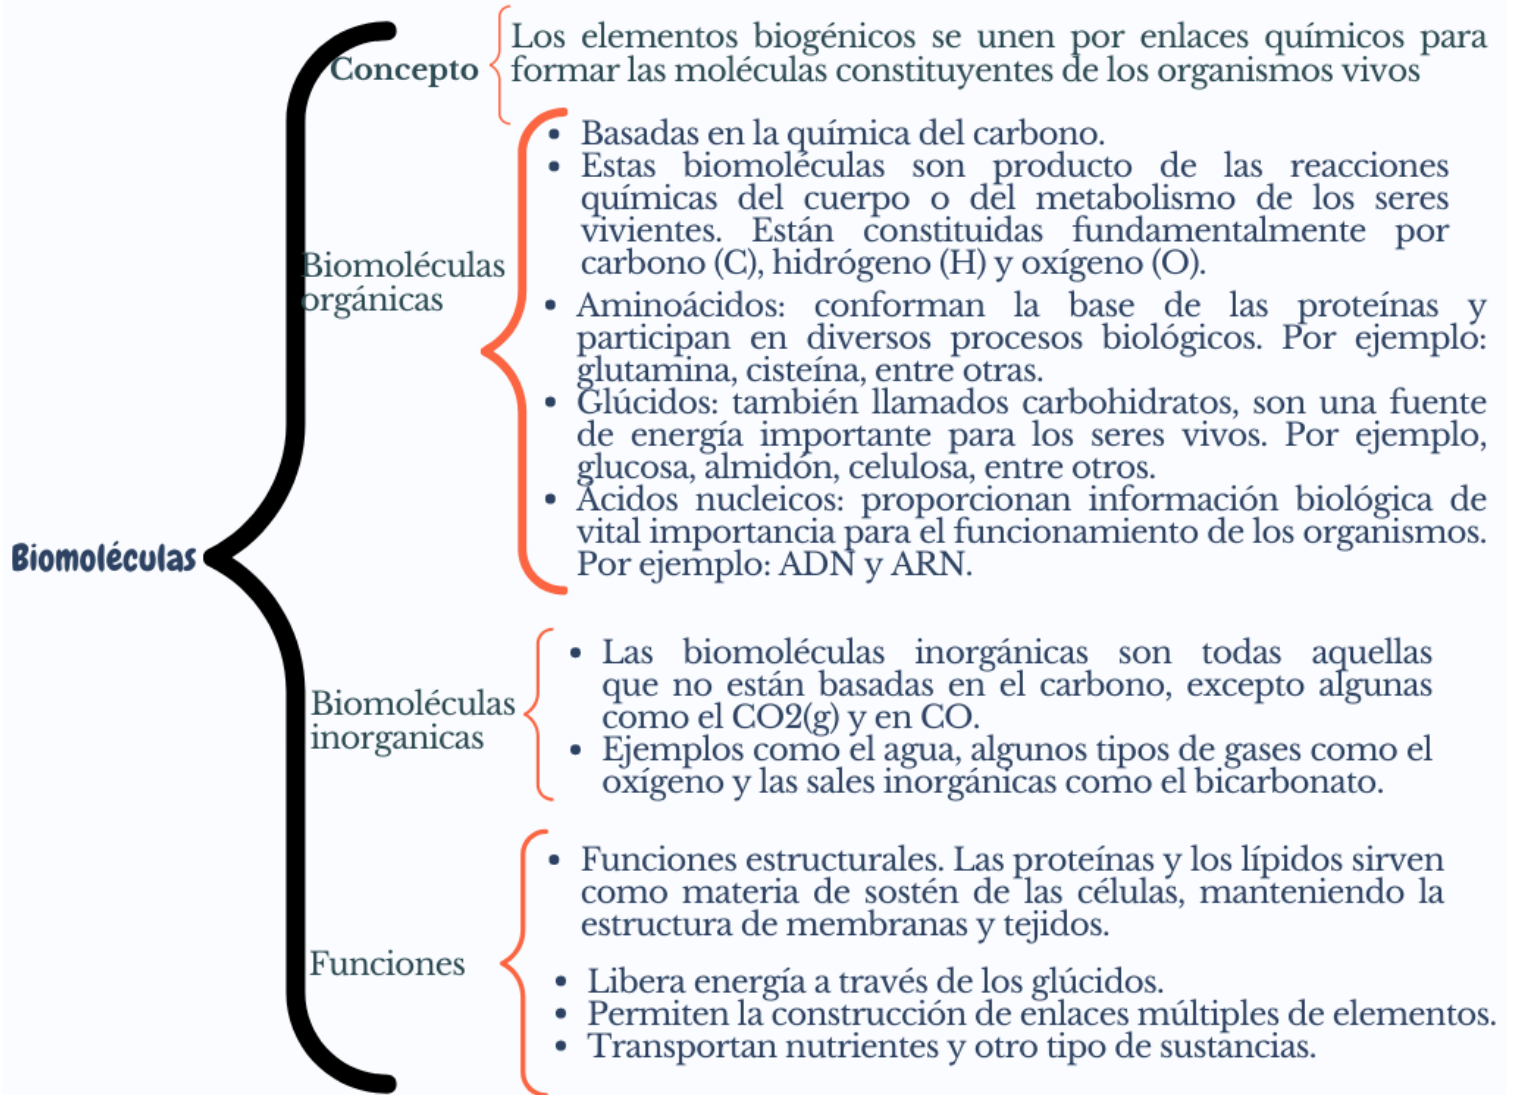 Biomoléculas
Concepto
Los elementos biogénicos se unen por enlaces químicos para
formar las moléculas constituyentes de los organismos vivos
Biomoléculas
orgánicas
• Basadas en la química del carbono.
• Estas biomoléculas son producto de las reacciones
químicas del cuerpo o del metabolismo de los seres
vivientes. Están constituidas fundamentalmente por
carbono (C), hidrógeno (H) y oxígeno (O).
• Aminoácidos: conforman la base de las proteínas y
participan en diversos procesos biológicos. Por ejemplo:
glutamina, cisteína, entre otras.
• Glúcidos: también llamados carbohidratos, son una fuente
de energía importante para los seres vivos. Por ejemplo,
glucosa, almidón, celulosa, entre otros.
• Ácidos nucleicos: proporcionan información biológica de
vital importancia para el funcionamiento de los organismos.
Por ejemplo: ADN y ARN.
Biomoléculas
inorganicas
• Las biomoléculas inorgánicas son todas aquellas
que no están basadas en el carbono, excepto algunas
como el CO2(g) y en CO.
• Ejemplos como el agua, algunos tipos de gases como el
oxígeno y las sales inorgánicas como el bicarbonato.
Funciones
• Funciones estructurales. Las proteínas y los lípidos sirven
como materia de sostén de las células, manteniendo la
estructura de membranas y tejidos.
• Libera energía a través de los glúcidos.
• Permiten la construcción de enlaces múltiples de elementos.
• Transportan nutrientes y otro tipo de sustancias.